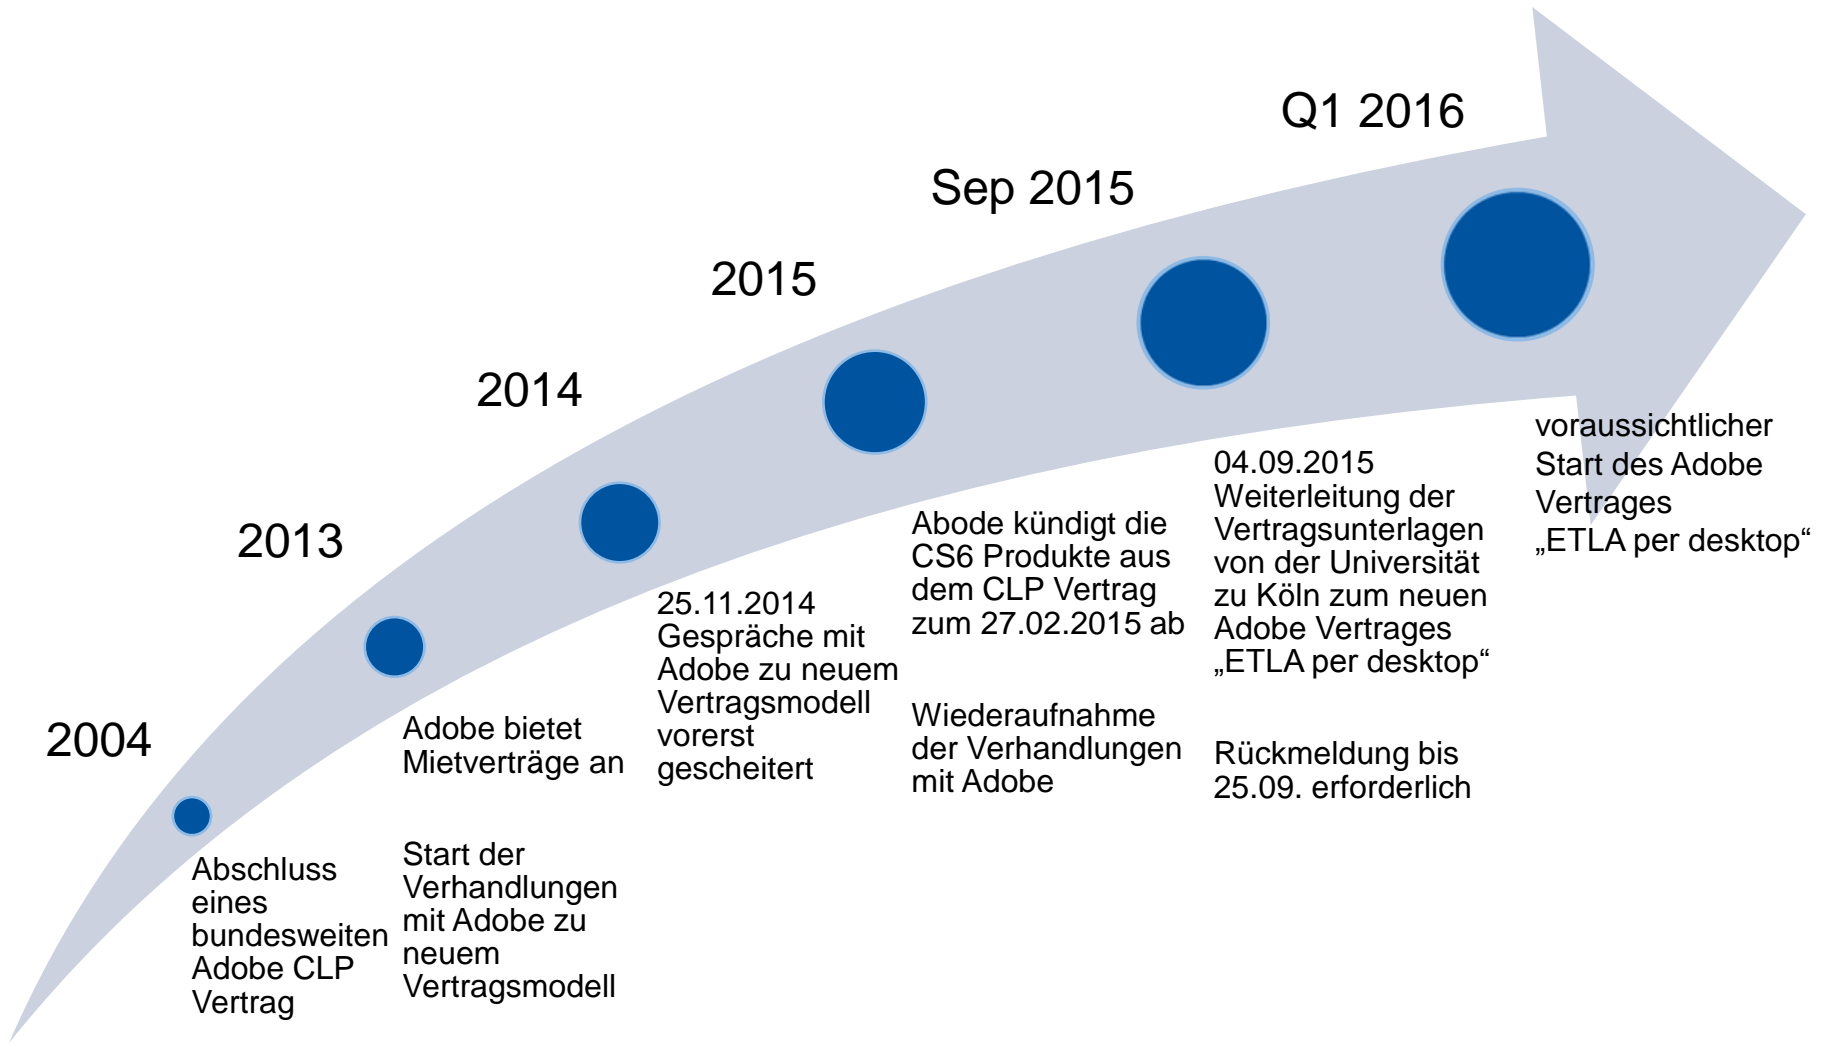 2004
Abschluss
eines
bundesweiten
Adobe CLP
Vertrag
2013
Adobe bietet
Mietverträge an
Start der
Verhandlungen
mit Adobe zu
neuem
Vertragsmodell
2014
25.11.2014
Gespräche mit
Adobe zu neuem
Vertragsmodell
vorerst
gescheitert
2015
Abode kündigt die
CS6 Produkte aus
dem CLP Vertrag
zum 27.02.2015 ab
Wiederaufnahme
der Verhandlungen
mit Adobe
Sep 2015
04.09.2015
Weiterleitung der
Vertragsunterlagen
von der Universität
zu Köln zum neuen
Adobe Vertrages
„ETLA per desktop“
Rückmeldung bis
25.09. erforderlich
Q1 2016
voraussichtlicher
Start des Adobe
Vertrages
„ETLA per desktop“